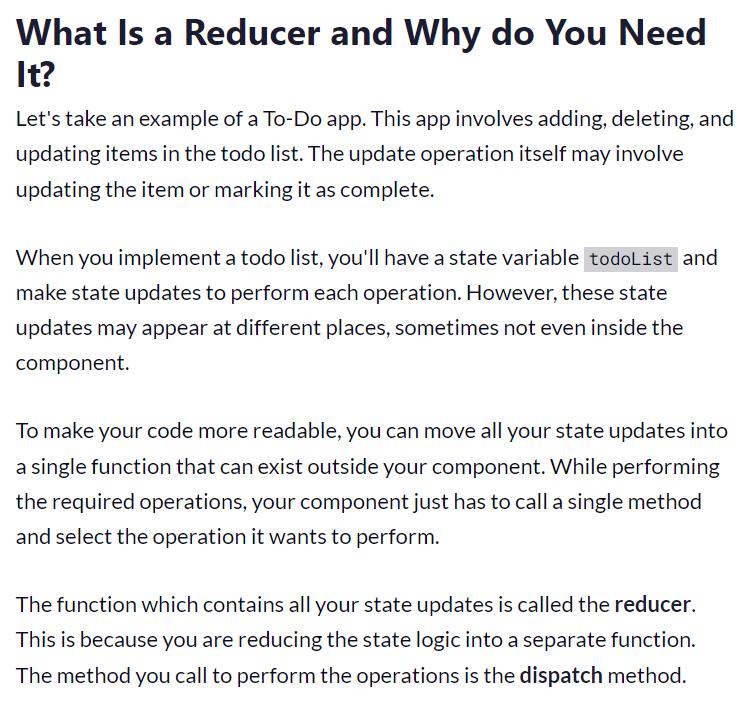 What Is a Reducer and Why do You Need
It?
Let's take an example of a To-Do app. This app involves adding, deleting, and
updating items in the todo list. The update operation itself may involve
updating the item or marking it as complete.
When you implement a todo list, you'll have a state variable todoList and
make state updates to perform each operation. However, these state
updates may appear at different places, sometimes not even inside the
component.
To make your code more readable, you can move all your state updates into
a single function that can exist outside your component. While performing
the required operations, your component just has to call a single method
and select the operation it wants to perform.
The function which contains all your state updates is called the reducer.
This is because you are reducing the state logic into a separate function.
The method you call to perform the operations is the dispatch method.